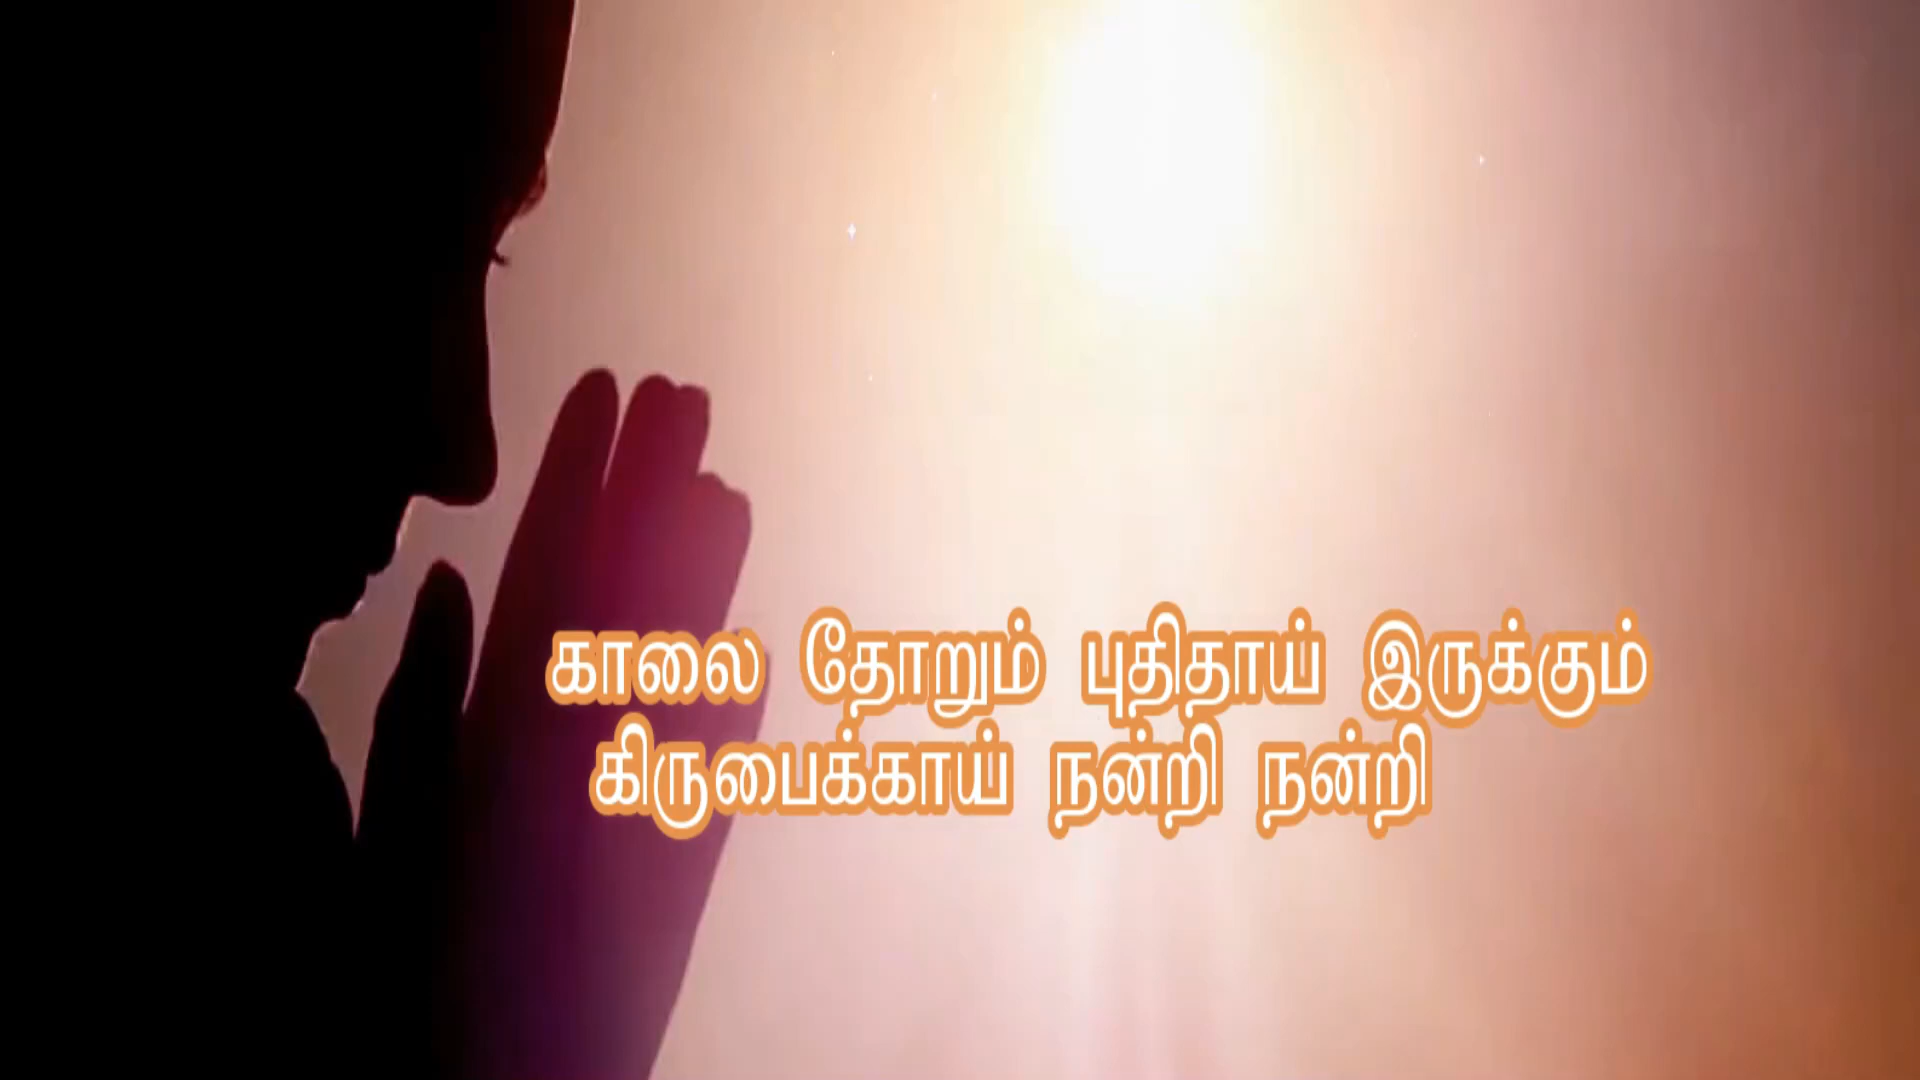 காலை தோறும் புதிதாய் இருக்கும்
கிருபைக்காய் நன்றி நன்றி